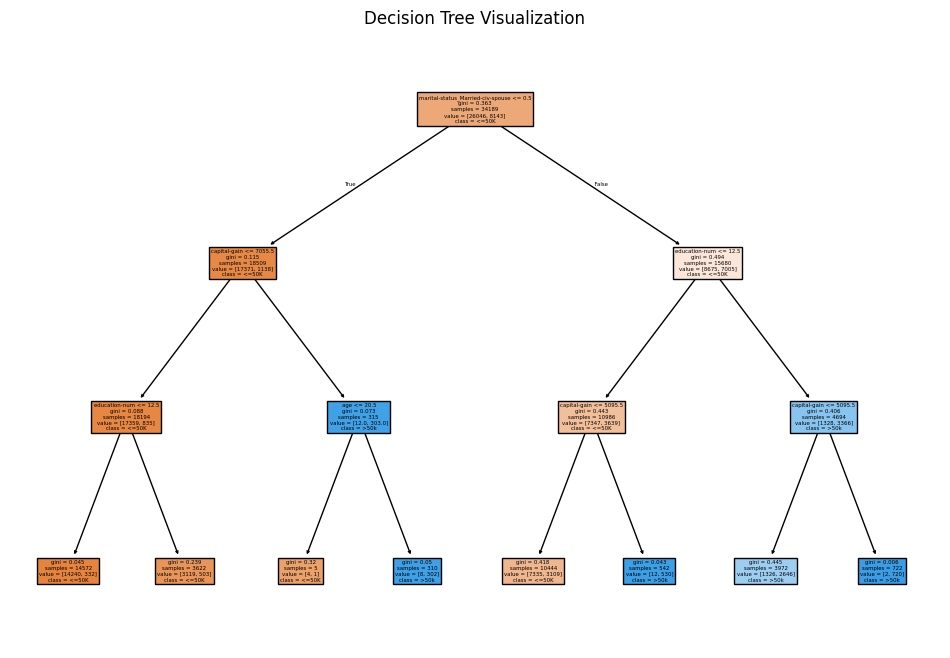 Decision Tree Visualization
marital-status_Married-civ-spouse <= 0.5
gini = 0.363
samples = 34189
value = [26046, 8143]
class = <=50K
True
False
capital-gain <= 7055.5
gini = 0.115
samples = 18509
value = [17371, 1138]
class = <=50K
education-num <= 12.5
gini = 0.494
samples = 15680
value = [8675, 7005]
class = <=50K
education-num <= 12.5
gini = 0.088
samples = 18194
value = [17359, 835]
class = <=50K
age <= 20.5
gini = 0.073
samples = 315
value = [12.0, 303.0]
class = >50k
capital-gain <= 5095.5
gini = 0.443
samples = 10986
value = [7347, 3639]
class = <=50K
capital-gain <= 5095.5
gini = 0.406
samples = 4694
value = [1328, 3366]
class = >50k
gini = 0.045
samples = 14572
value = [14240, 332]
class = <=50K
gini = 0.239
samples = 3622
value = [3119, 503]
class = <=50K
gini = 0.32
samples = 5
value = [4, 1]
class = <=50K
gini = 0.05
samples = 310
value = [8, 302]
class = >50k
gini = 0.418
samples = 10444
value = [7335, 3109]
class = <=50K
gini = 0.043
samples = 542
value = [12, 530]
class = >50k
gini = 0.445
samples = 3972
value = [1326, 2646]
class = >50k
gini = 0.006
samples = 722
value = [2, 720]
class = >50k